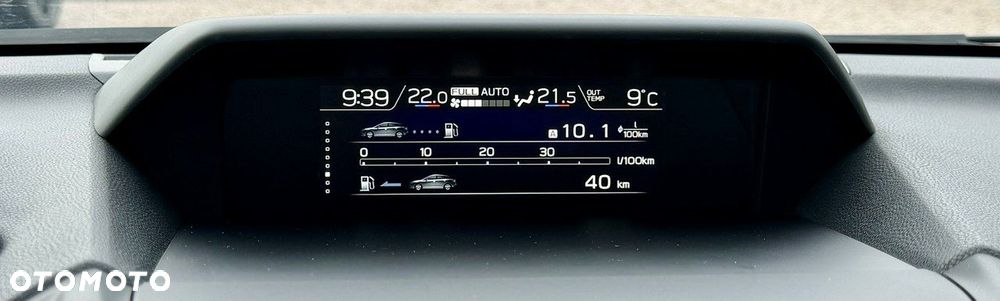 9:39 22.0 FULL AUTO 21.5 OUT TEMP 9°C
A 10.1 l/100km
0 10 20 30 l/100km
40 km
OTOMOTO